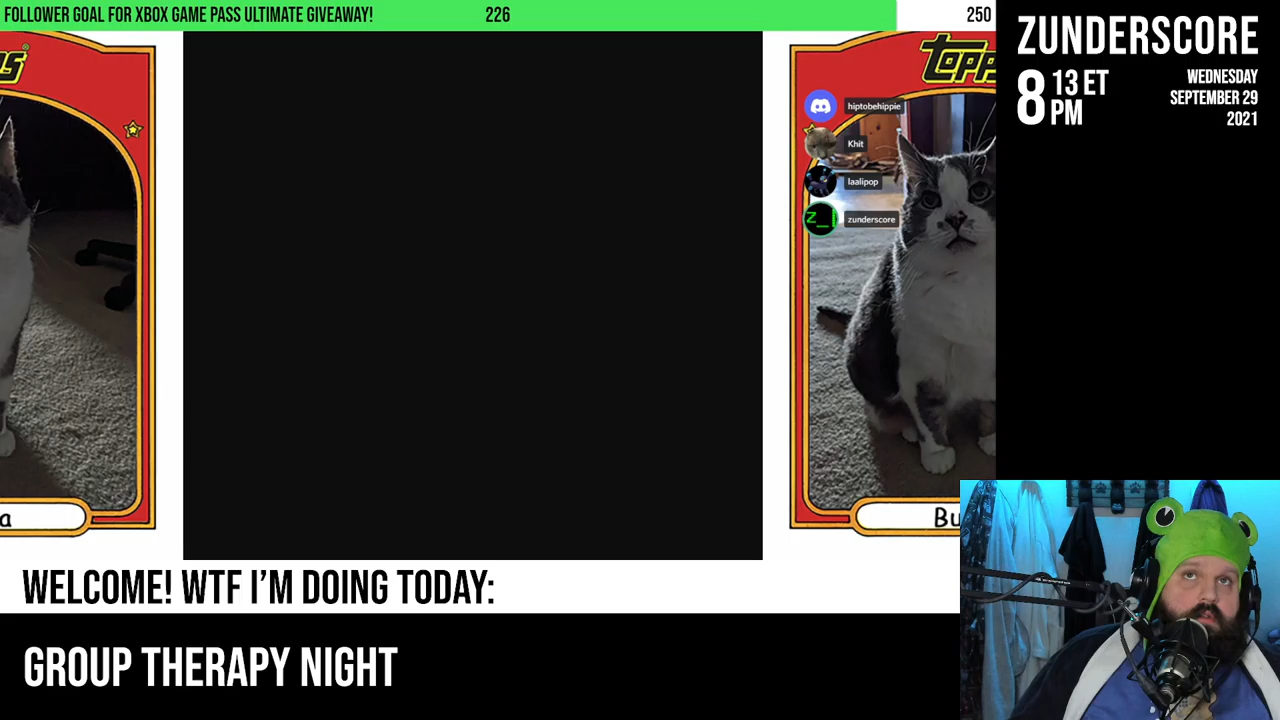 FOLLOWER GOAL FOR XBOX GAME PASS ULTIMATE GIVEAWAY! 226 250
ZUNDERSCORE
8 13 ET PM
WEDNESDAY
SEPTEMBER 29
2021
hiptobehippie
Khit
laalipop
zunderscore
WELCOME! WTF I'M DOING TODAY:
GROUP THERAPY NIGHT